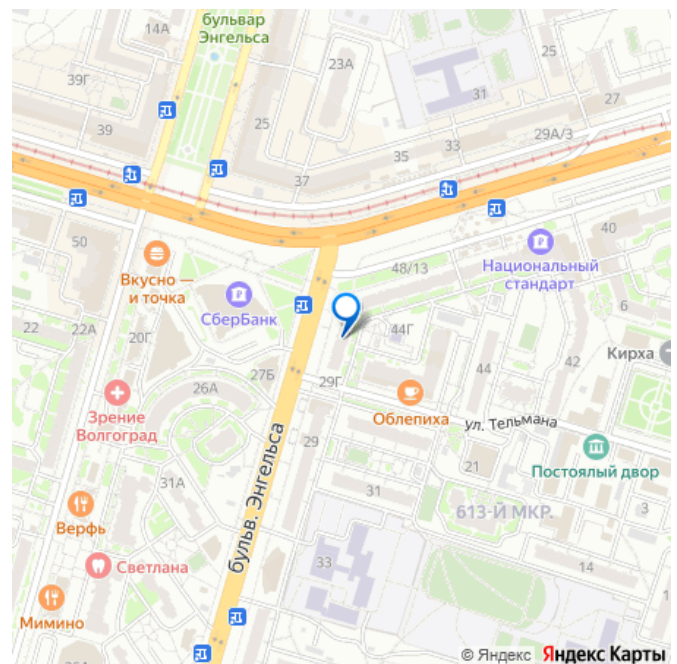 бульвар
Энгельса
14А
23А
25
39Г
31
27
39
25
29А/3
33
35
37
50
40
48/13
Национальный
стандарт
Вкусно —
и точка
СберБанк
6
22
22А
20Г
44Г
Кирха
42
44
27Б
29Г
26А
Зрение
Волгоград
Облепиха
ул. Тельмана
бульв. Энгельса
29
21
Постоялый двор
31А
31
613-Й МКР.
3
Верфь
Светлана
33
14
Мимино
© Яндекс Яндекс Карты